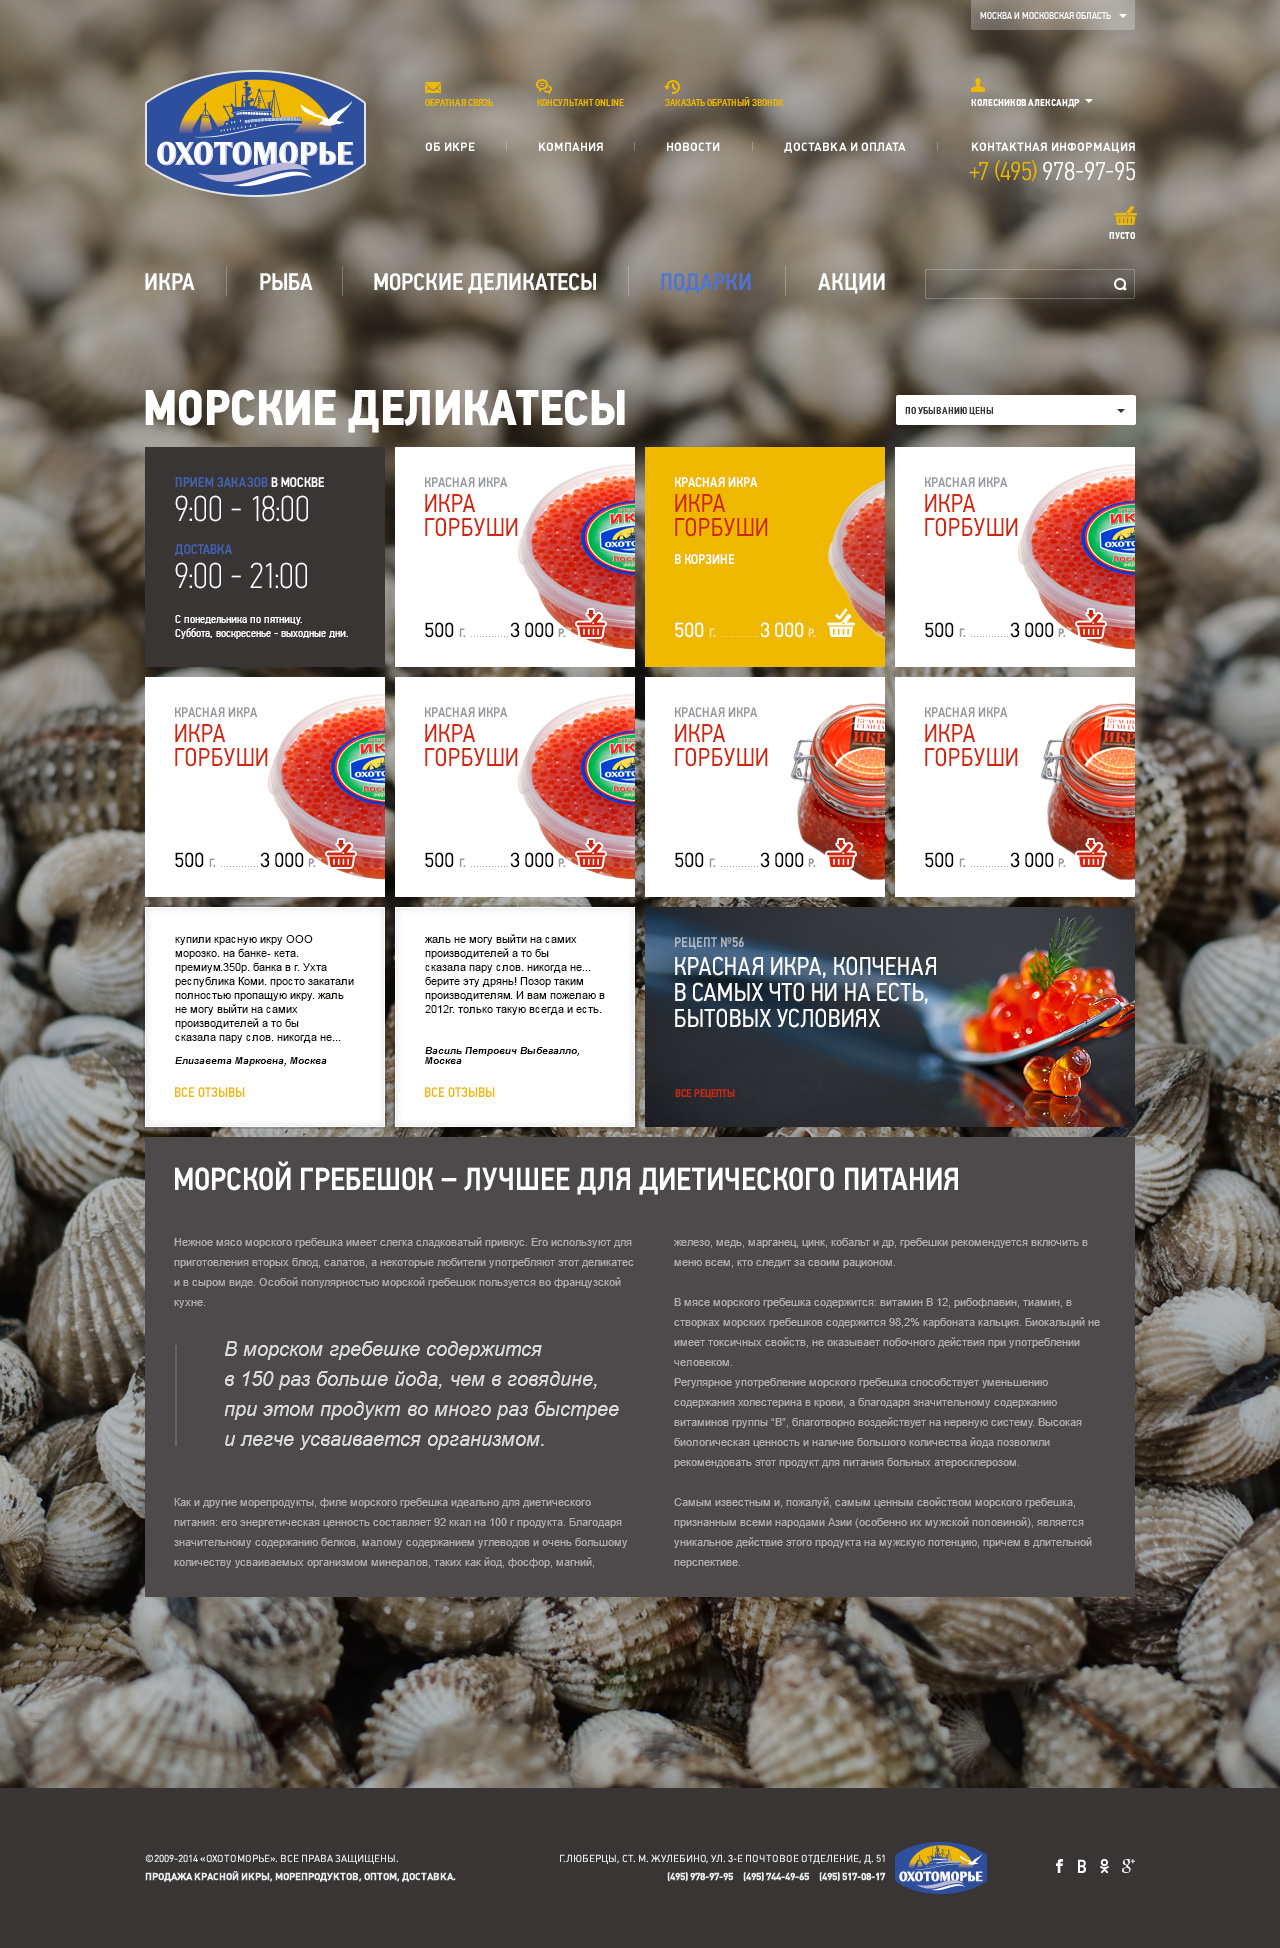 МОСКВА И МОСКОВСКАЯ ОБЛАСТЬ
ОХОТОМОРЬЕ
ОБРАТНАЯ СВЯЗЬ
КОНСУЛЬТАНТ ONLINE
ЗАКАЗАТЬ ОБРАТНЫЙ ЗВОНОК
КОЛЕСНИКОВ АЛЕКСАНДР
ОБ ИКРЕ
КОМПАНИЯ
НОВОСТИ
ДОСТАВКА И ОПЛАТА
КОНТАКТНАЯ ИНФОРМАЦИЯ
+7 (495) 978-97-95
ПУСТО
ИКРА
РЫБА
МОРСКИЕ ДЕЛИКАТЕСЫ
ПОДАРКИ
АКЦИИ
МОРСКИЕ ДЕЛИКАТЕСЫ
ПО УБЫВАНИЮ ЦЕНЫ
ПРИЕМ ЗАКАЗОВ В МОСКВЕ
9:00 - 18:00
ДОСТАВКА
9:00 - 21:00
С понедельника по пятницу.
Суббота, воскресенье - выходные дни.
КРАСНАЯ ИКРА
ИКРА
ГОРБУШИ
500 Г. ............. 3 000 Р.
КРАСНАЯ ИКРА
ИКРА
ГОРБУШИ
В КОРЗИНЕ
500 Г. ............. 3 000 Р.
КРАСНАЯ ИКРА
ИКРА
ГОРБУШИ
500 Г. ............. 3 000 Р.
КРАСНАЯ ИКРА
ИКРА
ГОРБУШИ
500 Г. ............. 3 000 Р.
КРАСНАЯ ИКРА
ИКРА
ГОРБУШИ
500 Г. ............. 3 000 Р.
КРАСНАЯ ИКРА
ИКРА
ГОРБУШИ
500 Г. ............. 3 000 Р.
КРАСНАЯ ИКРА
ИКРА
ГОРБУШИ
500 Г. ............. 3 000 Р.
купили красную икру ООО
морозко. на банке- кета.
премиум.350р. банка в г. Ухта
республика Коми. просто закатали
полностью пропащую икру. жаль
не могу выйти на самих
производителей а то бы
сказала пару слов. никогда не...
Елизавета Марковна, Москва
ВСЕ ОТЗЫВЫ
жаль не могу выйти на самих
производителей а то бы
сказала пару слов. никогда не...
берите эту дрянь! Позор таким
производителям. И вам пожелаю в
2012г. только такую всегда и есть.
Василь Петрович Выбегалло,
Москва
ВСЕ ОТЗЫВЫ
РЕЦЕПТ №56
КРАСНАЯ ИКРА, КОПЧЕНАЯ
В САМЫХ ЧТО НИ НА ЕСТЬ,
БЫТОВЫХ УСЛОВИЯХ
ВСЕ РЕЦЕПТЫ
МОРСКОЙ ГРЕБЕШОК – ЛУЧШЕЕ ДЛЯ ДИЕТИЧЕСКОГО ПИТАНИЯ
Нежное мясо морского гребешка имеет слегка сладковатый привкус. Его используют для
приготовления вторых блюд, салатов, а некоторые любители употребляют этот деликатес
и в сыром виде. Особой популярностью морской гребешок пользуется во французской
кухне.
В морском гребешке содержится
в 150 раз больше йода, чем в говядине,
при этом продукт во много раз быстрее
и легче усваивается организмом.
Как и другие морепродукты, филе морского гребешка идеально для диетического
питания: его энергетическая ценность составляет 92 ккал на 100 г продукта. Благодаря
значительному содержанию белков, малому содержанием углеводов и очень большому
количеству усваиваемых организмом минералов, таких как йод, фосфор, магний,
железо, медь, марганец, цинк, кобальт и др, гребешки рекомендуется включить в
меню всем, кто следит за своим рационом.
В мясе морского гребешка содержится: витамин В 12, рибофлавин, тиамин, в
створках морских гребешков содержится 98,2% карбоната кальция. Биокальций не
имеет токсичных свойств, не оказывает побочного действия при употреблении
человеком.
Регулярное употребление морского гребешка способствует уменьшению
содержания холестерина в крови, а благодаря значительному содержанию
витаминов группы “В”, благотворно воздействует на нервную систему. Высокая
биологическая ценность и наличие большого количества йода позволили
рекомендовать этот продукт для питания больных атеросклерозом.
Самым известным и, пожалуй, самым ценным свойством морского гребешка,
признанным всеми народами Азии (особенно их мужской половиной), является
уникальное действие этого продукта на мужскую потенцию, причем в длительной
перспективе.
©2009-2014 «ОХОТОМОРЬЕ». ВСЕ ПРАВА ЗАЩИЩЕНЫ.
ПРОДАЖА КРАСНОЙ ИКРЫ, МОРЕПРОДУКТОВ, ОПТОМ, ДОСТАВКА.
Г.ЛЮБЕРЦЫ, СТ. М. ЖУЛЕБИНО, УЛ. 3-Е ПОЧТОВОЕ ОТДЕЛЕНИЕ, Д. 51
(495) 978-97-95 (495) 744-49-65 (495) 517-08-17
ОХОТОМОРЬЕ